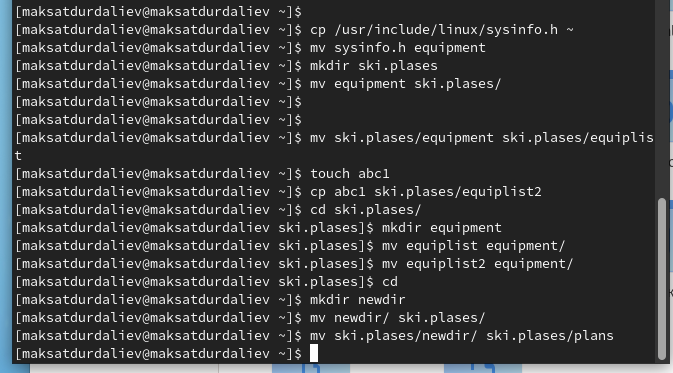 [maksatdurdaliev@maksatdurdaliev ~]$
[maksatdurdaliev@maksatdurdaliev ~]$ cp /usr/include/linux/sysinfo.h ~
[maksatdurdaliev@maksatdurdaliev ~]$ mv sysinfo.h equipment
[maksatdurdaliev@maksatdurdaliev ~]$ mkdir ski.plases
[maksatdurdaliev@maksatdurdaliev ~]$ mv equipment ski.plases/
[maksatdurdaliev@maksatdurdaliev ~]$
[maksatdurdaliev@maksatdurdaliev ~]$
[maksatdurdaliev@maksatdurdaliev ~]$ mv ski.plases/equipment ski.plases/equiplis
t
[maksatdurdaliev@maksatdurdaliev ~]$ touch abc1
[maksatdurdaliev@maksatdurdaliev ~]$ cp abc1 ski.plases/equiplist2
[maksatdurdaliev@maksatdurdaliev ~]$ cd ski.plases/
[maksatdurdaliev@maksatdurdaliev ski.plases]$ mkdir equipment
[maksatdurdaliev@maksatdurdaliev ski.plases]$ mv equiplist equipment/
[maksatdurdaliev@maksatdurdaliev ski.plases]$ mv equiplist2 equipment/
[maksatdurdaliev@maksatdurdaliev ski.plases]$ cd
[maksatdurdaliev@maksatdurdaliev ~]$ mkdir newdir
[maksatdurdaliev@maksatdurdaliev ~]$ mv newdir/ ski.plases/
[maksatdurdaliev@maksatdurdaliev ~]$ mv ski.plases/newdir/ ski.plases/plans
[maksatdurdaliev@maksatdurdaliev ~]$